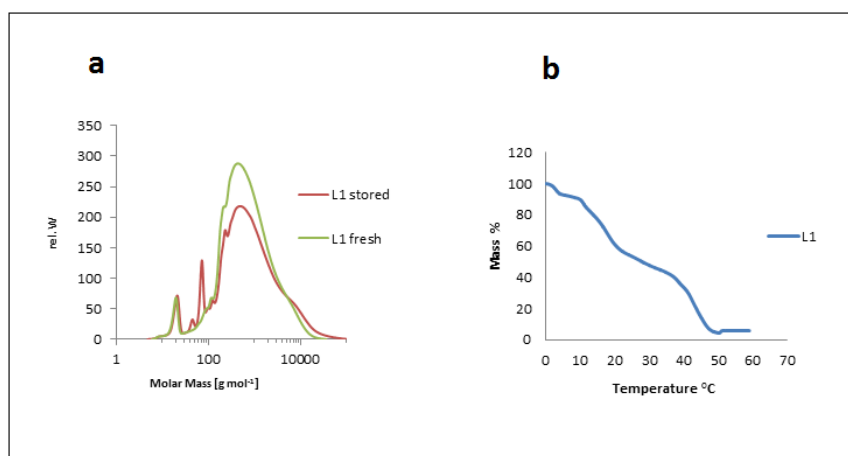 a
b
350
300
250
200
150
100
50
0
rel. W
1
100
10000
Molar Mass [g mol-1]
L1 stored
L1 fresh
120
100
80
60
40
20
0
Mass %
0 10 20 30 40 50 60 70
Temperature °C
L1